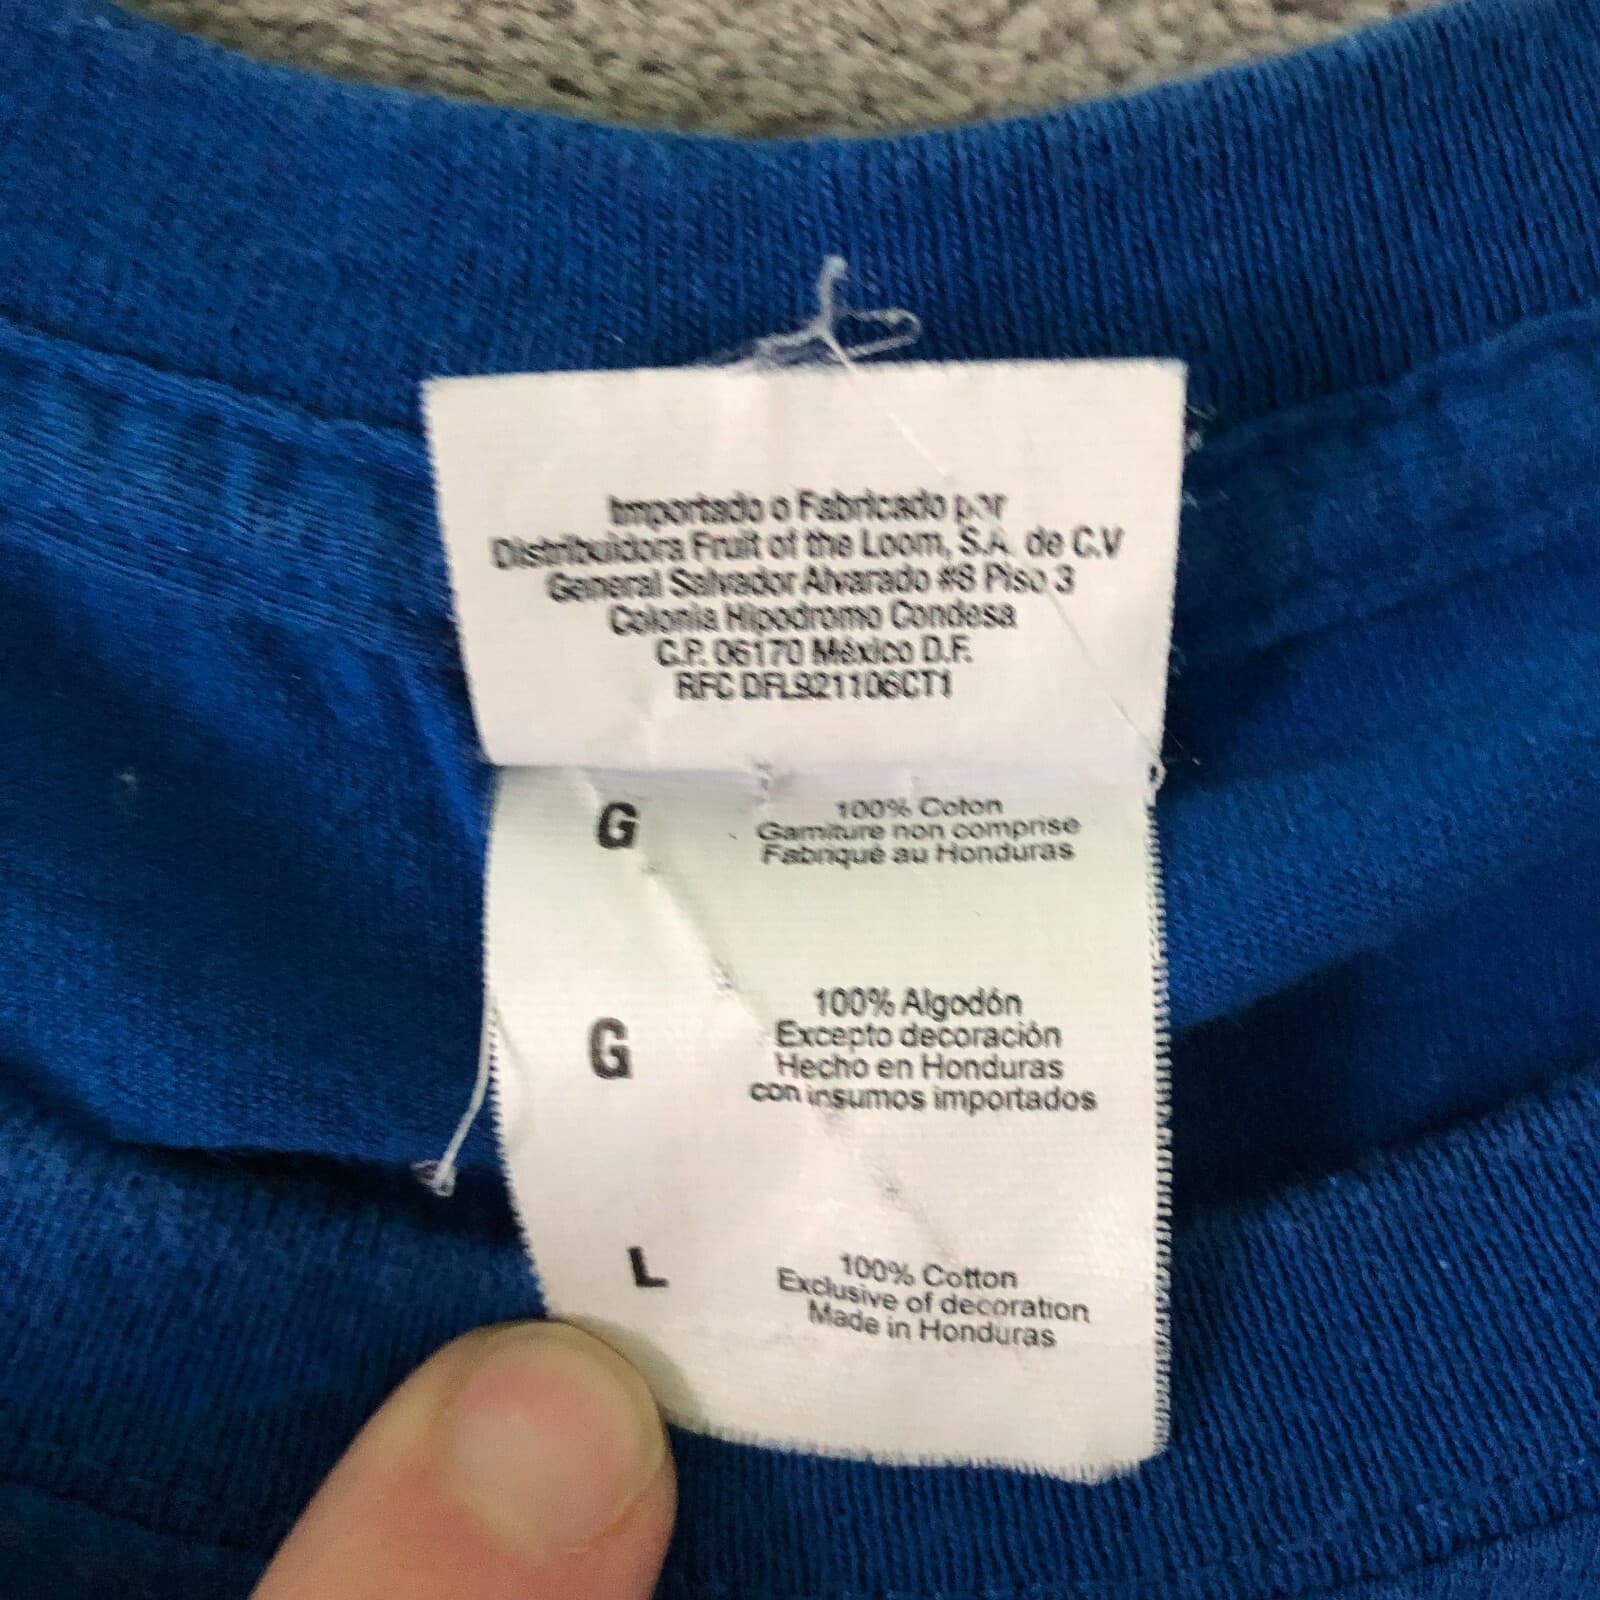 Importado o Fabricado por
Distribuidora Fruit of the Loom, S.A. de C.V
General Salvador Alvarado #8 Piso 3
Colonia Hipodromo Condesa
C.P. 06170 México D.F.
RFC DFL921106CT1
G
100% Coton
Garniture non comprise
Fabriqué au Honduras
G
100% Algodón
Excepto decoración
Hecho en Honduras
con insumos importados
L
100% Cotton
Exclusive of decoration
Made in Honduras